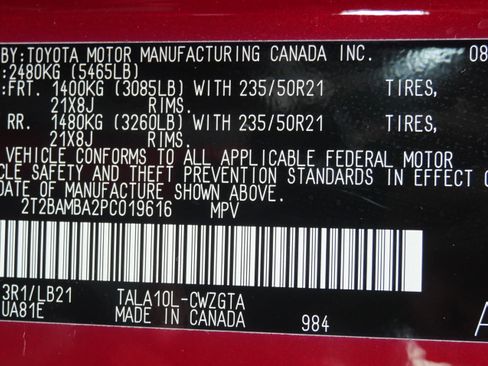 BY: TOYOTA MOTOR MANUFACTURING CANADA INC. 08
:2480KG (5465LB)
:FRT. 1400KG (3085LB) WITH 235/50R21 TIRES,
21X8J RIMS.
RR. 1480KG (3260LB) WITH 235/50R21 TIRES,
21X8J RIMS.
VEHICLE CONFORMS TO ALL APPLICABLE FEDERAL MOTOR
CLE SAFETY AND THEFT PREVENTION STANDARDS IN EFFECT O
DATE OF MANUFACTURE SHOWN ABOVE.
2T2BAMBA2PC019616 MPV
3R1/LB21 TALA10L-CWZGTA
UA81E MADE IN CANADA 984 A